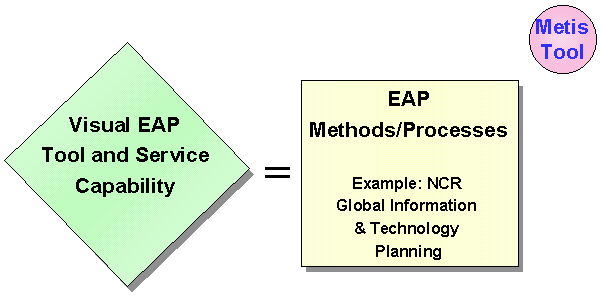 Metis
Tool
Visual EAP
Tool and Service
Capability
=
EAP
Methods/Processes
Example: NCR
Global Information
& Technology
Planning